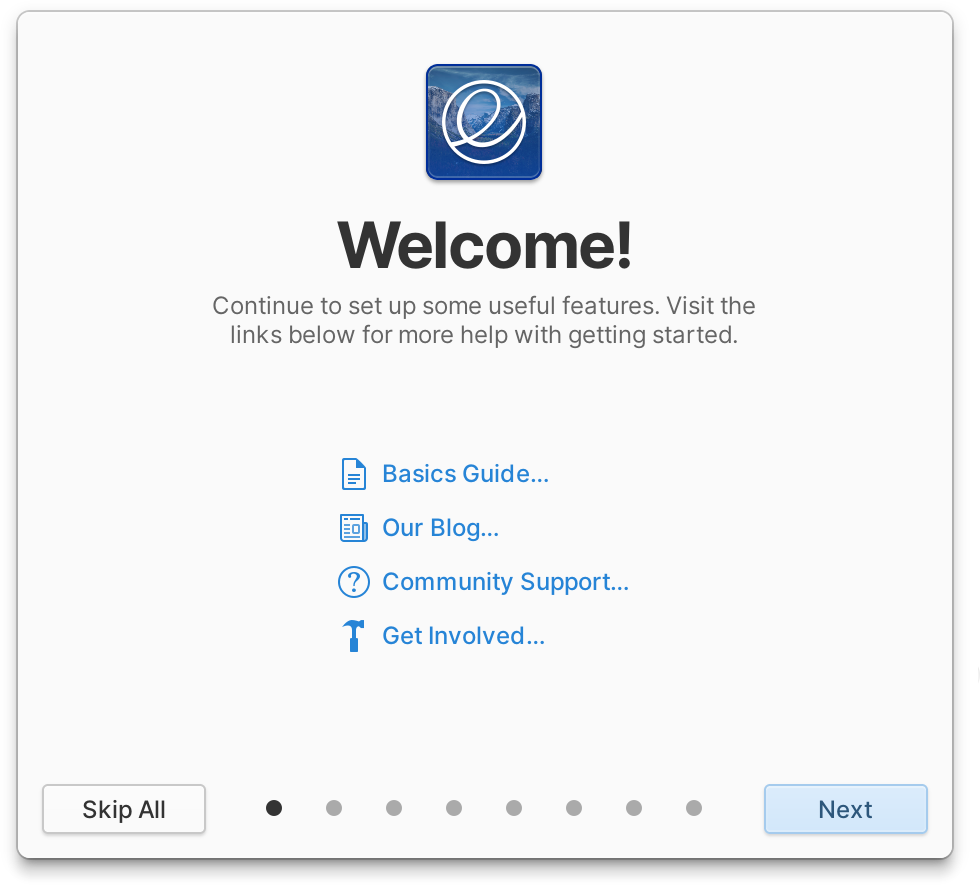 Welcome!
Continue to set up some useful features. Visit the
links below for more help with getting started.
Basics Guide…
Our Blog…
Community Support…
Get Involved…
Skip All
Next